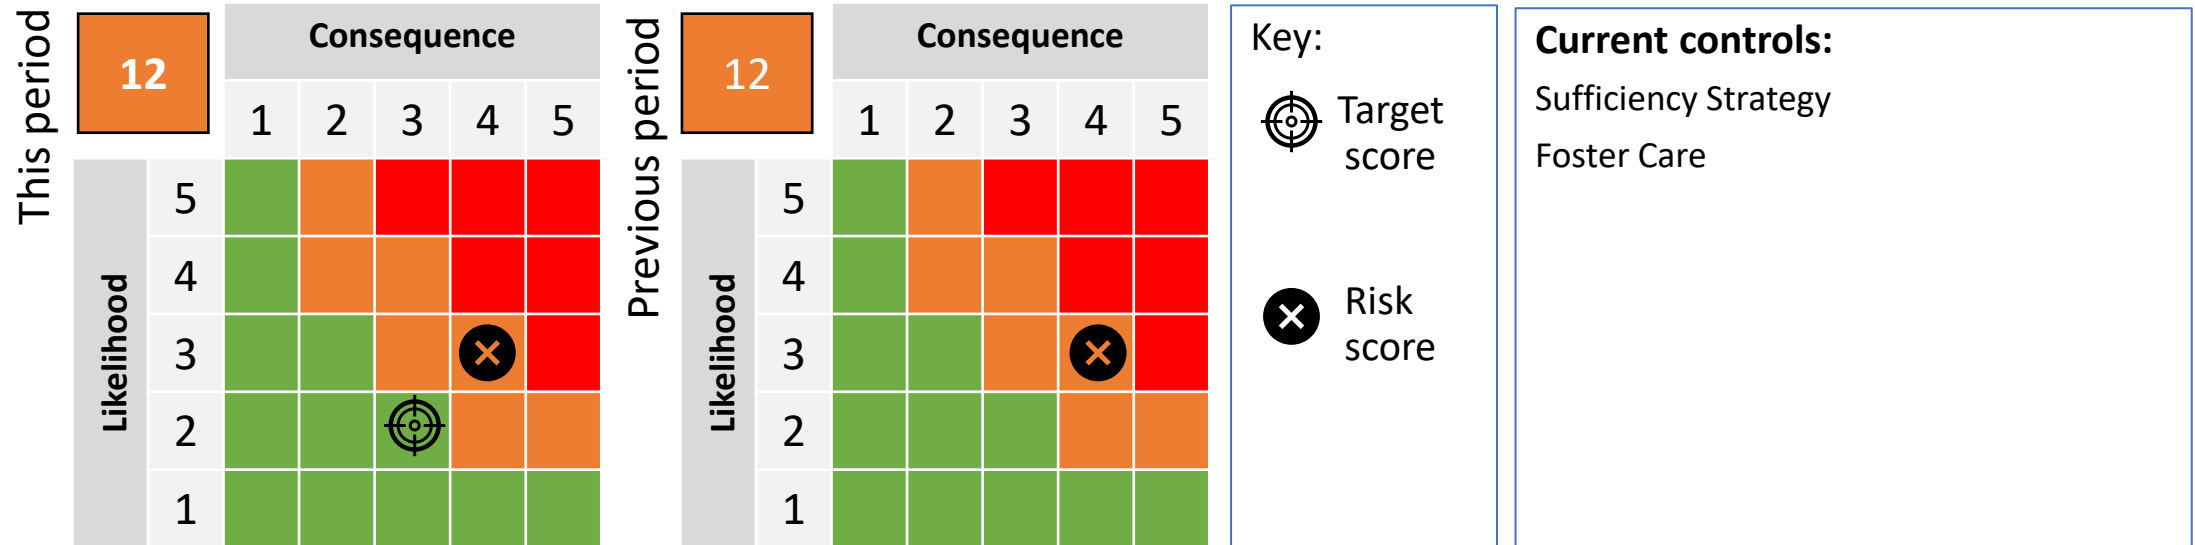 This period
12
Consequence
1 2 3 4 5
Likelihood
5
4
3
2
1
Previous period
12
Consequence
1 2 3 4 5
Likelihood
5
4
3
2
1
Key:
Target
score
Risk
score
Current controls:
Sufficiency Strategy
Foster Care